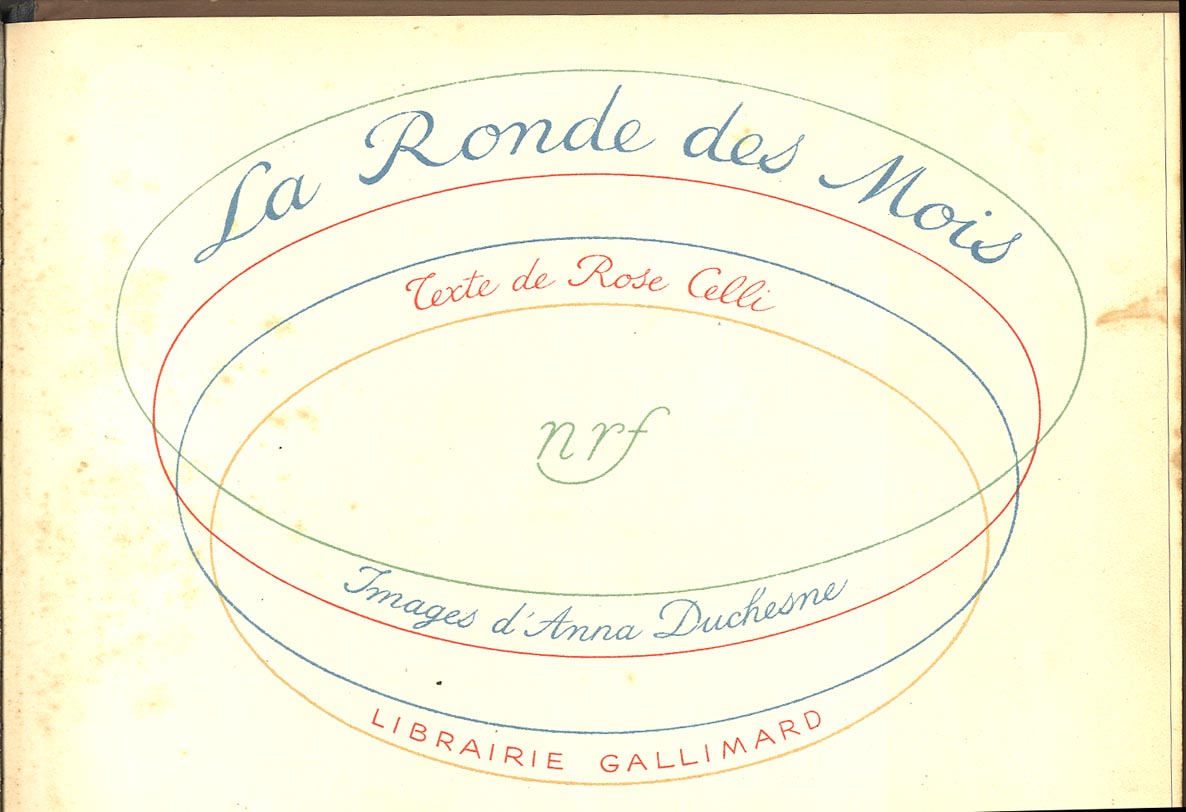 La Ronde des Mois
Texte de Rose Celli
nrf
Images d'Anna Duchesne
LIBRAIRIE GALLIMARD